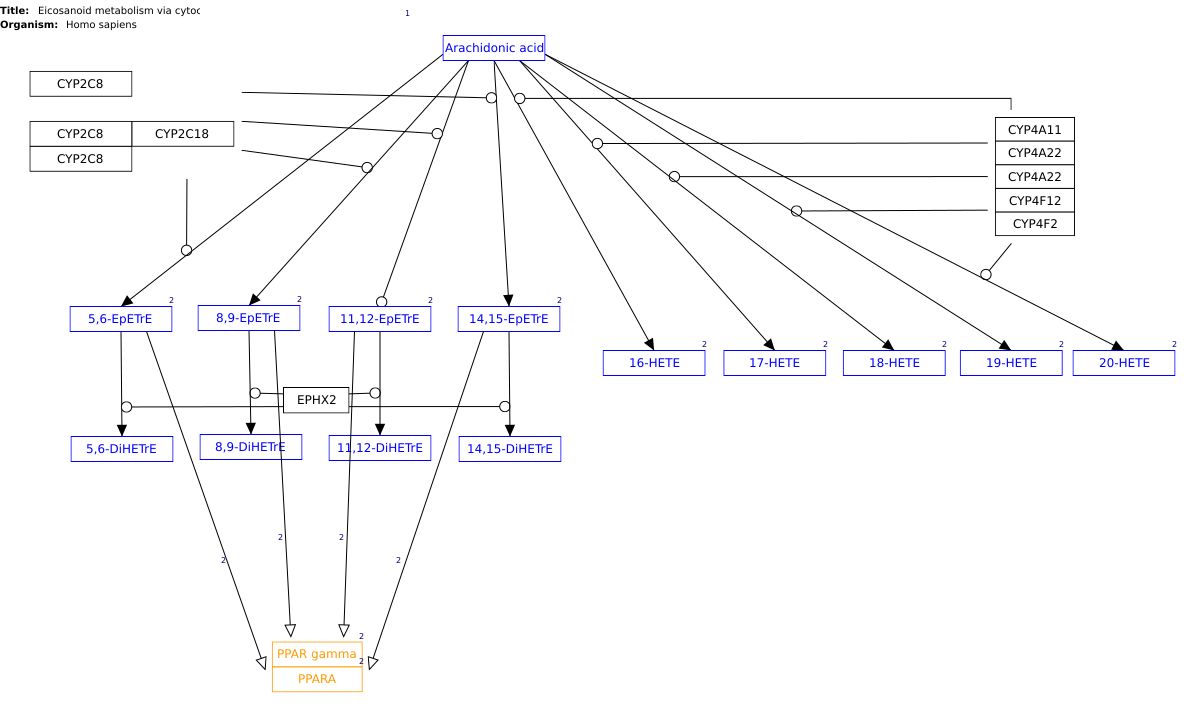 Title: Eicosanoid metabolism via cytoc
1
Organism: Homo sapiens
Arachidonic acid
CYP2C8
CYP2C8 CYP2C18
CYP2C8
CYP4A11
CYP4A22
CYP4A22
CYP4F12
CYP4F2
2 2 2 2
5,6-EpETrE 8,9-EpETrE 11,12-EpETrE 14,15-EpETrE
2 2 2 2 2
16-HETE 17-HETE 18-HETE 19-HETE 20-HETE
EPHX2
5,6-DiHETrE 8,9-DiHETrE 11,12-DiHETrE 14,15-DiHETrE
2 2
2 2
2
PPAR gamma
2
PPARA